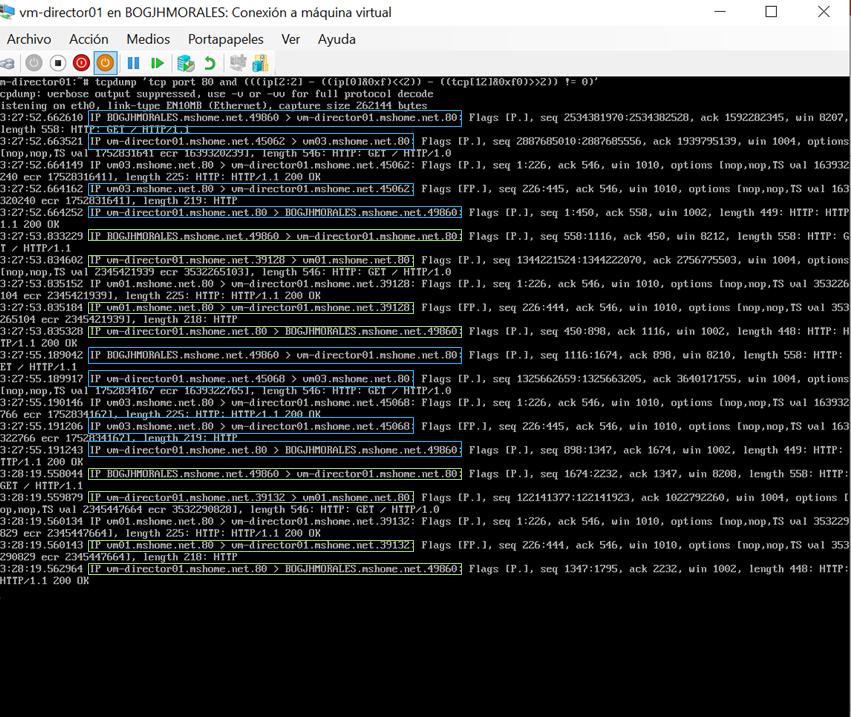 vm-director01 en BOGJHMORALES: Conexión a máquina virtual
Archivo Acción Medios Portapapeles Ver Ayuda
m-director01:~# tcpdump 'tcp port 80 and (((ip[2:2] - ((ip[0]&0xf)<<2)) - ((tcp[12]&0xf0)>>2)) != 0)'
cpdump: verbose output suppressed, use -v or -vv for full protocol decode
istening on eth0, link-type EN10MB (Ethernet), capture size 262144 bytes
3:27:52.662610 IP BOGJHMORALES.mshome.net.49860 > vm-director01.mshome.net.80: Flags [P.], seq 2534381970:2534382528, ack 1592282345, win 8207,
length 558: HTTP: GET / HTTP/1.1
3:27:52.663521 IP vm-director01.mshome.net.45062 > vm03.mshome.net.80: Flags [P.], seq 2887685010:2887685556, ack 1939795139, win 1004, options
[nop,nop,TS val 1752831641 ecr 1639320239], length 546: HTTP: GET / HTTP/1.0
3:27:52.664149 IP vm03.mshome.net.80 > vm-director01.mshome.net.45062: Flags [P.], seq 1:226, ack 546, win 1010, options [nop,nop,TS val 163932
240 ecr 1752831641], length 225: HTTP: HTTP/1.1 200 OK
3:27:52.664162 IP vm03.mshome.net.80 > vm-director01.mshome.net.45062: Flags [FP.], seq 226:445, ack 546, win 1010, options [nop,nop,TS val 163
320240 ecr 1752831641], length 219: HTTP
3:27:52.664252 IP vm-director01.mshome.net.80 > BOGJHMORALES.mshome.net.49860: Flags [P.], seq 1:450, ack 558, win 1002, length 449: HTTP: HTTP
1.1 200 OK
3:27:53.833229 IP BOGJHMORALES.mshome.net.49860 > vm-director01.mshome.net.80: Flags [P.], seq 558:1116, ack 450, win 8212, length 558: HTTP: G
T / HTTP/1.1
3:27:53.834602 IP vm-director01.mshome.net.39128 > vm01.mshome.net.80: Flags [P.], seq 1344221524:1344222070, ack 2756775503, win 1004, options
[nop,nop,TS val 2345421939 ecr 3532265103], length 546: HTTP: GET / HTTP/1.0
3:27:53.835152 IP vm01.mshome.net.80 > vm-director01.mshome.net.39128: Flags [P.], seq 1:226, ack 546, win 1010, options [nop,nop,TS val 353226
104 ecr 2345421939], length 225: HTTP: HTTP/1.1 200 OK
3:27:53.835184 IP vm01.mshome.net.80 > vm-director01.mshome.net.39128: Flags [FP.], seq 226:444, ack 546, win 1010, options [nop,nop,TS val 353
265104 ecr 2345421939], length 218: HTTP
3:27:53.835328 IP vm-director01.mshome.net.80 > BOGJHMORALES.mshome.net.49860: Flags [P.], seq 450:898, ack 1116, win 1002, length 448: HTTP: H
TP/1.1 200 OK
3:27:55.189042 IP BOGJHMORALES.mshome.net.49860 > vm-director01.mshome.net.80: Flags [P.], seq 1116:1674, ack 898, win 8210, length 558: HTTP:
ET / HTTP/1.1
3:27:55.189917 IP vm-director01.mshome.net.45068 > vm03.mshome.net.80: Flags [P.], seq 1325662659:1325663205, ack 3640171755, win 1004, options
[nop,nop,TS val 1752834167 ecr 1639322765], length 546: HTTP: GET / HTTP/1.0
3:27:55.190146 IP vm03.mshome.net.80 > vm-director01.mshome.net.45068: Flags [P.], seq 1:226, ack 546, win 1010, options [nop,nop,TS val 163932
766 ecr 1752834167], length 225: HTTP: HTTP/1.1 200 OK
3:27:55.191206 IP vm03.mshome.net.80 > vm-director01.mshome.net.45068: Flags [FP.], seq 226:445, ack 546, win 1010, options [nop,nop,TS val 163
322766 ecr 1752834167], length 219: HTTP
3:27:55.191243 IP vm-director01.mshome.net.80 > BOGJHMORALES.mshome.net.49860: Flags [P.], seq 898:1347, ack 1674, win 1002, length 449: HTTP:
TTP/1.1 200 OK
3:28:19.558044 IP BOGJHMORALES.mshome.net.49860 > vm-director01.mshome.net.80: Flags [P.], seq 1674:2232, ack 1347, win 8208, length 558: HTTP:
GET / HTTP/1.1
3:28:19.559879 IP vm-director01.mshome.net.39132 > vm01.mshome.net.80: Flags [P.], seq 122141377:122141923, ack 1022792260, win 1004, options [
op,nop,TS val 2345447664 ecr 3532290828], length 546: HTTP: GET / HTTP/1.0
3:28:19.560134 IP vm01.mshome.net.80 > vm-director01.mshome.net.39132: Flags [P.], seq 1:226, ack 546, win 1010, options [nop,nop,TS val 353229
829 ecr 2345447664], length 225: HTTP: HTTP/1.1 200 OK
3:28:19.560143 IP vm01.mshome.net.80 > vm-director01.mshome.net.39132: Flags [FP.], seq 226:444, ack 546, win 1010, options [nop,nop,TS val 353
290829 ecr 2345447664], length 218: HTTP
3:28:19.562964 IP vm-director01.mshome.net.80 > BOGJHMORALES.mshome.net.49860: Flags [P.], seq 1347:1795, ack 2232, win 1002, length 448: HTTP:
HTTP/1.1 200 OK